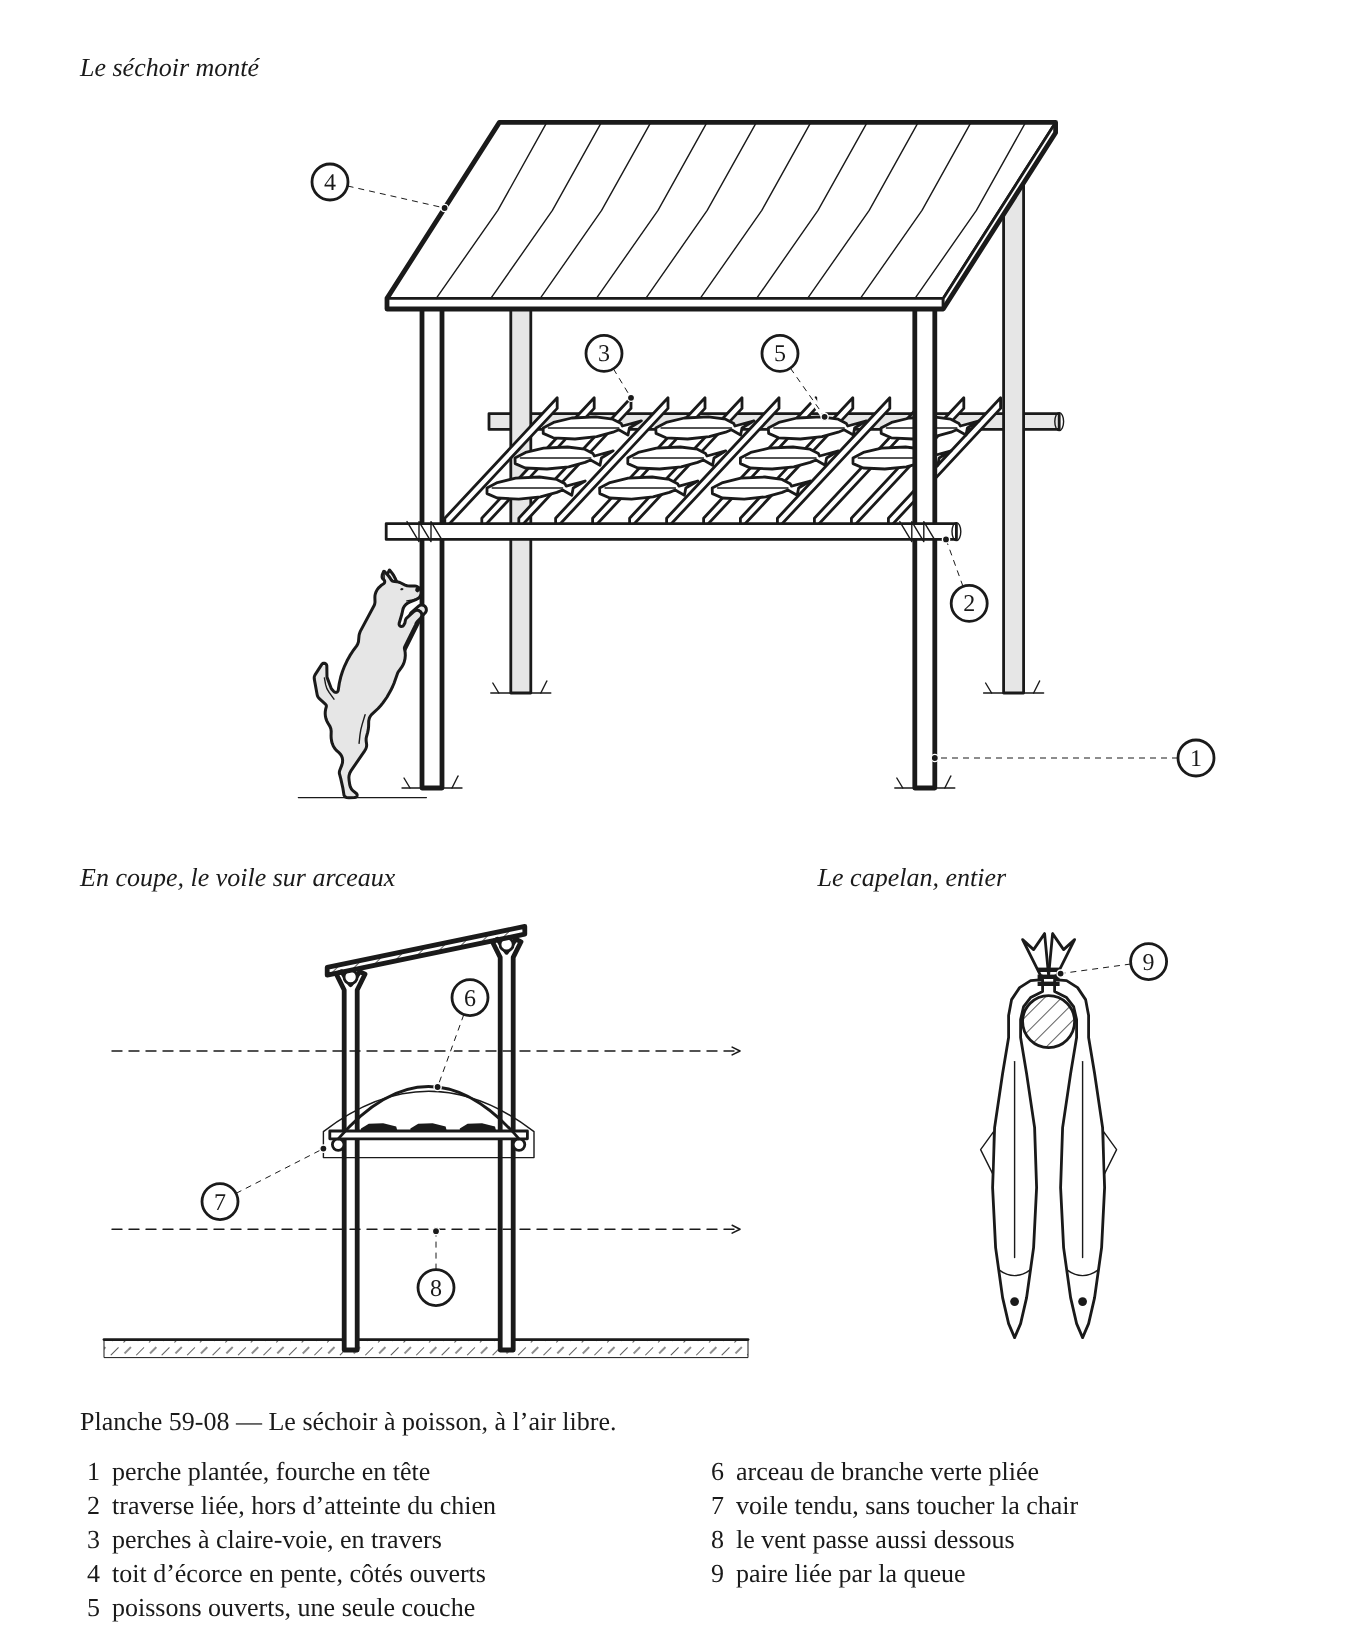 Le séchoir monté
4
3
5
2
1
En coupe, le voile sur arceaux
Le capelan, entier
9
6
7
8
Planche 59-08 — Le séchoir à poisson, à l’air libre.
1 perche plantée, fourche en tête
2 traverse liée, hors d’atteinte du chien
3 perches à claire-voie, en travers
4 toit d’écorce en pente, côtés ouverts
5 poissons ouverts, une seule couche
6 arceau de branche verte pliée
7 voile tendu, sans toucher la chair
8 le vent passe aussi dessous
9 paire liée par la queue